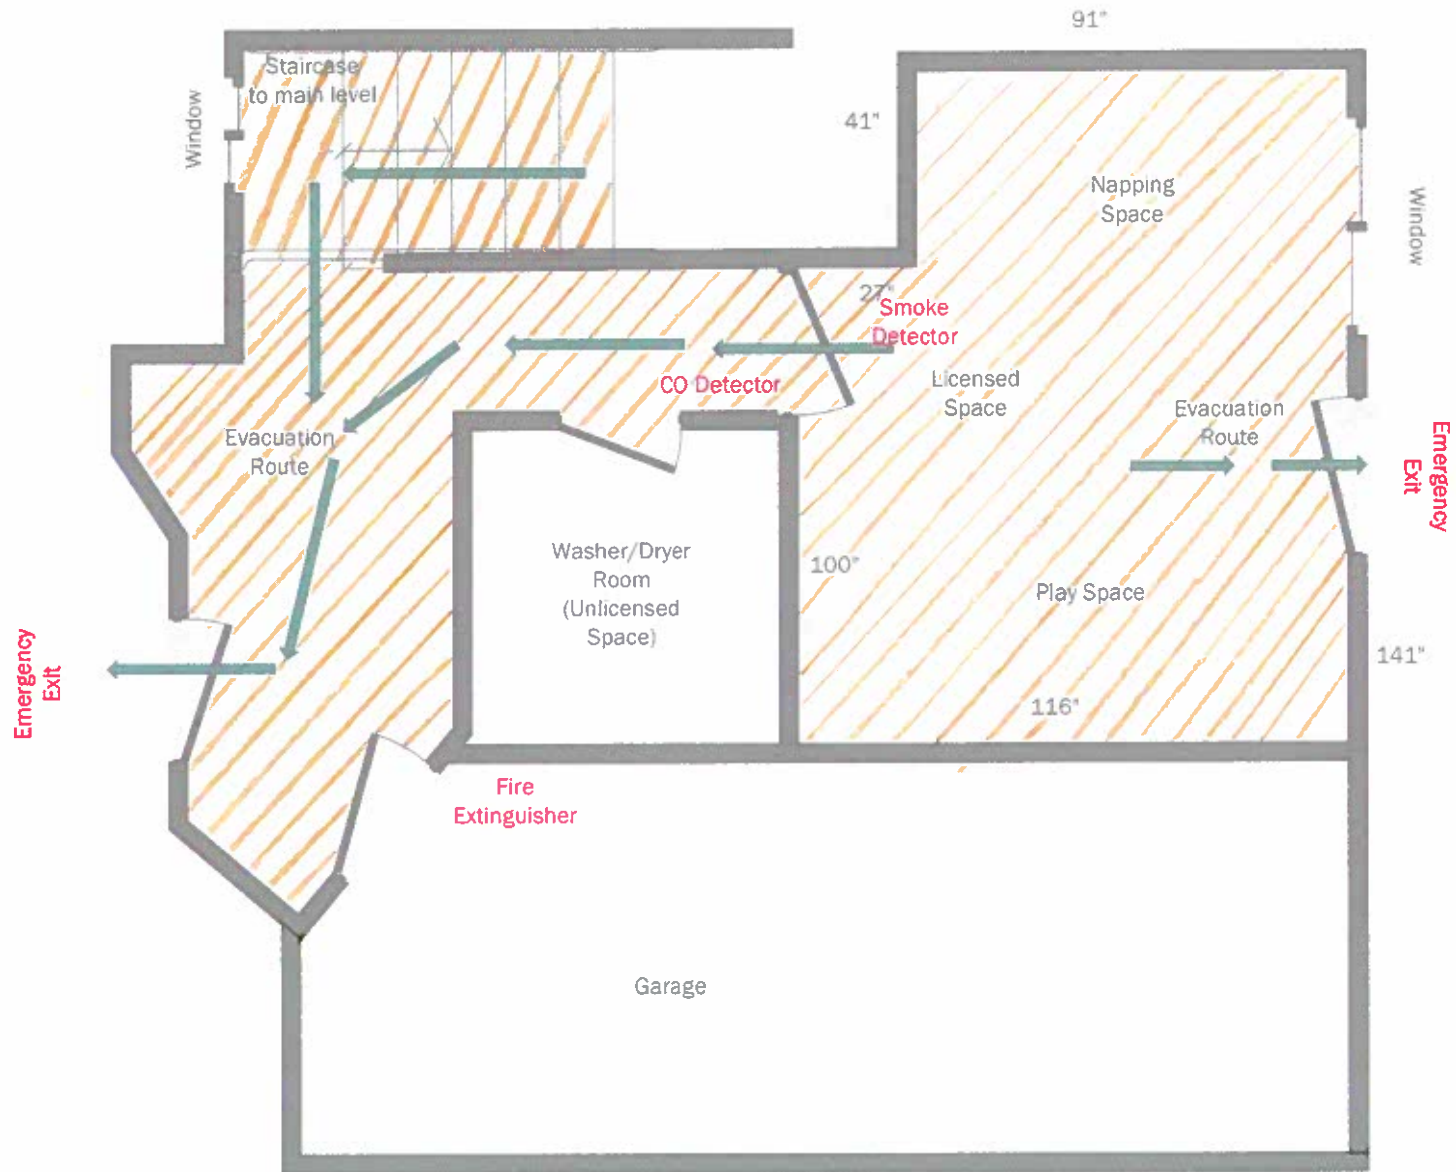 91"
Staircase
to main level
Window
41"
Napping
Space
Window
27"
Smoke
Detector
CO Detector
Licensed
Space
Evacuation
Route
Evacuation
Route
Emergency
Exit
Washer/Dryer
Room
(Unlicensed
Space)
100"
Play Space
Emergency
Exit
141"
116"
Fire
Extinguisher
Garage